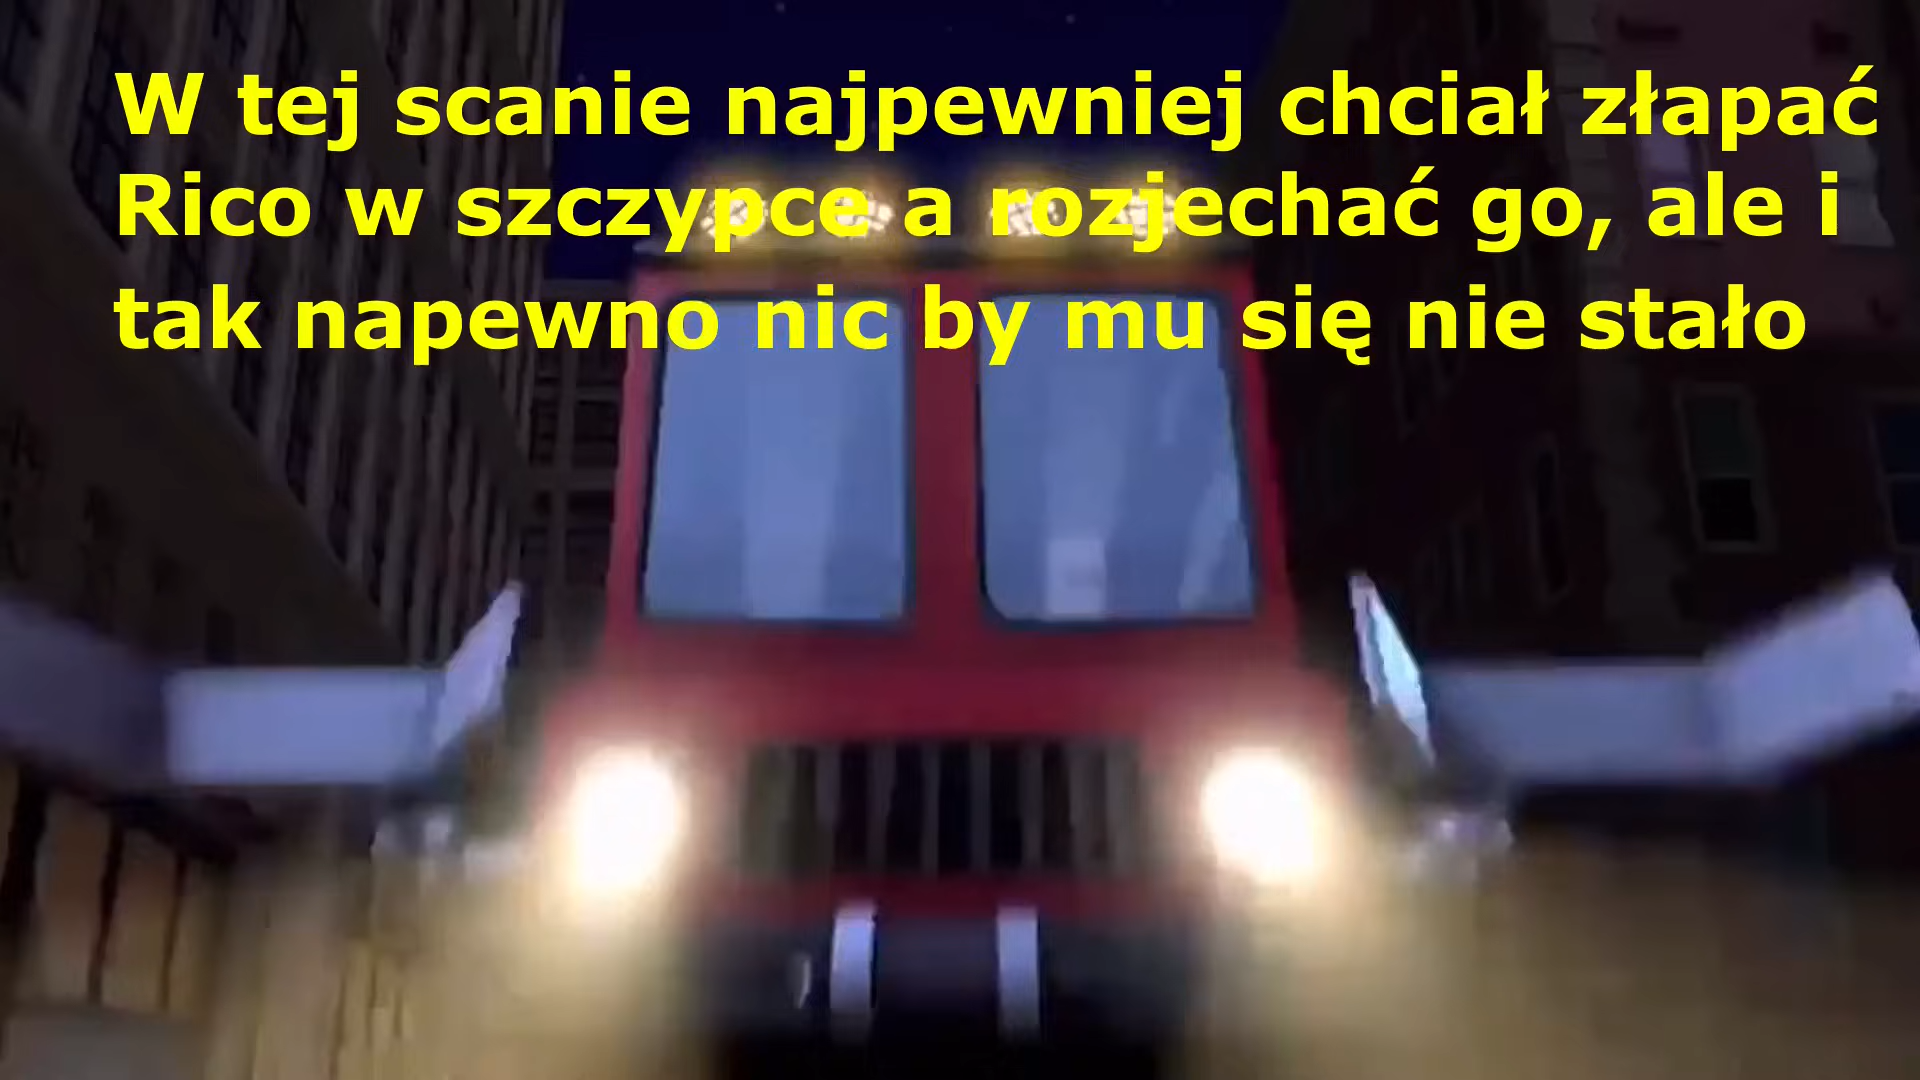 W tej scanie najpewniej chciał złapać
Rico w szczypce a rozjechać go, ale i
tak napewno nic by mu się nie stało